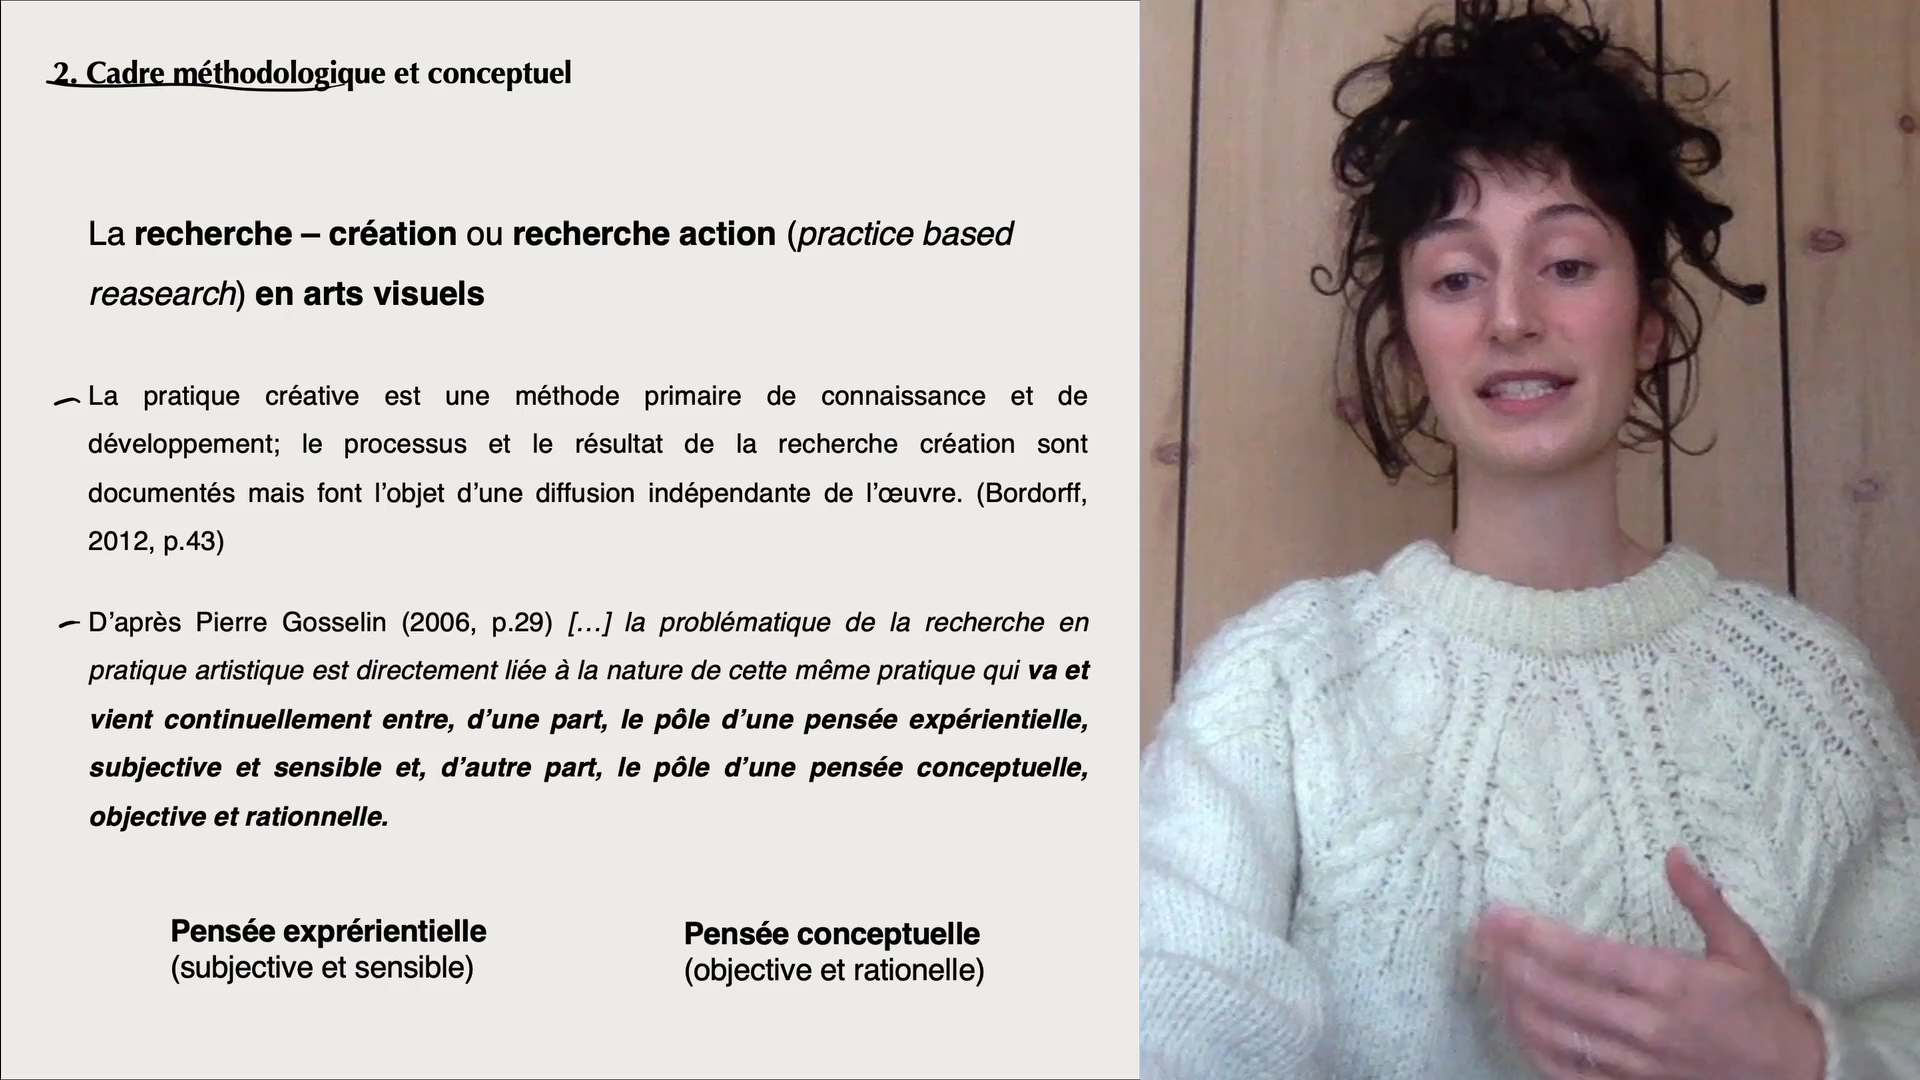 2. Cadre méthodologique et conceptuel
La recherche – création ou recherche action (practice based
reasearch) en arts visuels
La pratique créative est une méthode primaire de connaissance et de
développement; le processus et le résultat de la recherche création sont
documentés mais font l’objet d’une diffusion indépendante de l’œuvre. (Bordorff,
2012, p.43)
D’après Pierre Gosselin (2006, p.29) […] la problématique de la recherche en
pratique artistique est directement liée à la nature de cette même pratique qui va et
vient continuellement entre, d’une part, le pôle d’une pensée expérientielle,
subjective et sensible et, d’autre part, le pôle d’une pensée conceptuelle,
objective et rationnelle.
Pensée exprérientielle
(subjective et sensible)
Pensée conceptuelle
(objective et rationelle)